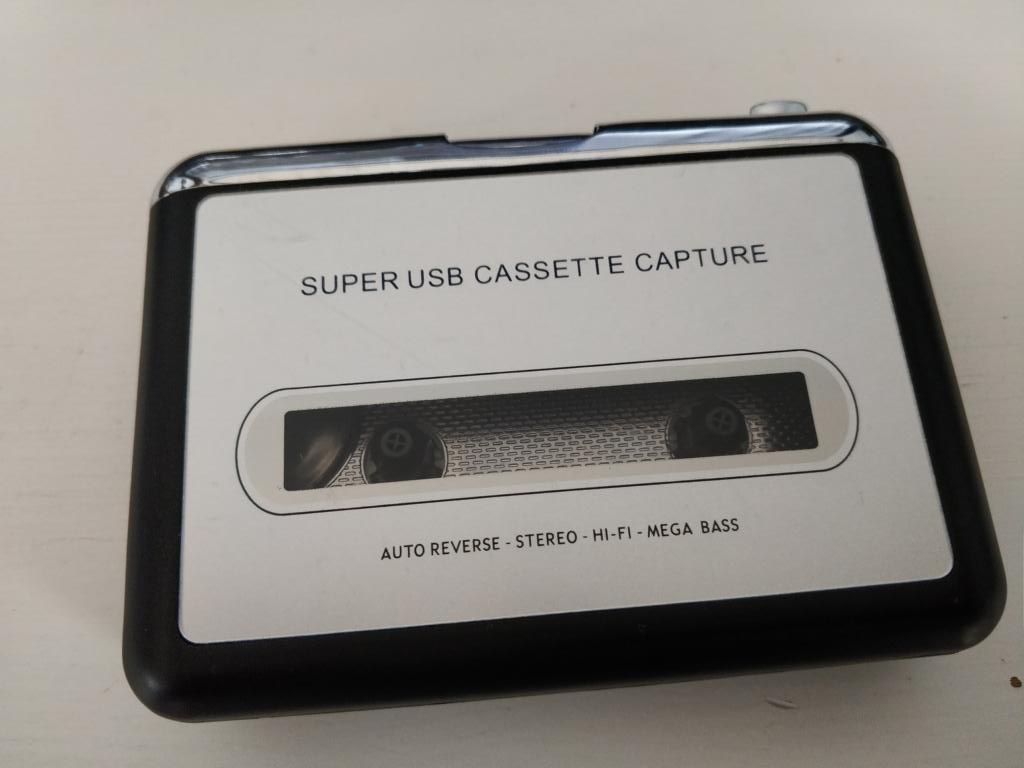 SUPER USB CASSETTE CAPTURE
AUTO REVERSE - STEREO - HI-FI - MEGA BASS